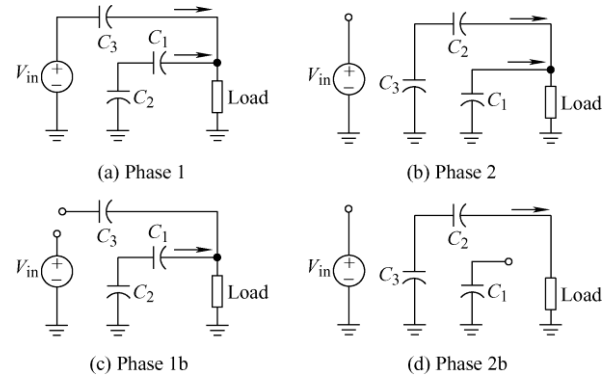 C3
C1
Vin
+
−
C2
Load
(a) Phase 1
C2
Vin
+
−
C3
C1
Load
(b) Phase 2
C3
C1
Vin
+
−
C2
Load
(c) Phase 1b
C2
Vin
+
−
C3
C1
Load
(d) Phase 2b